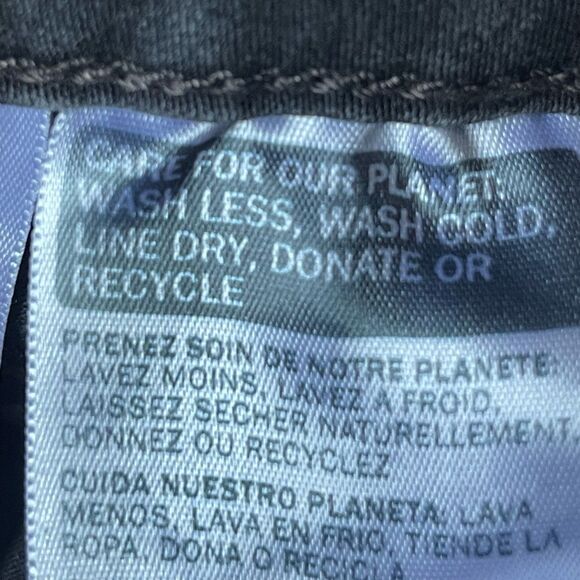 CARE FOR OUR PLANET.
WASH LESS, WASH COLD,
LINE DRY, DONATE OR
RECYCLE
PRENEZ SOIN DE NOTRE PLANETE:
LAVEZ MOINS, LAVEZ A FROID,
LAISSEZ SECHER NATURELLEMENT,
DONNEZ OU RECYCLEZ
CUIDA NUESTRO PLANETA. LAVA
MENOS, LAVA EN FRIO, TIENDE LA
ROPA, DONA O RECICLA